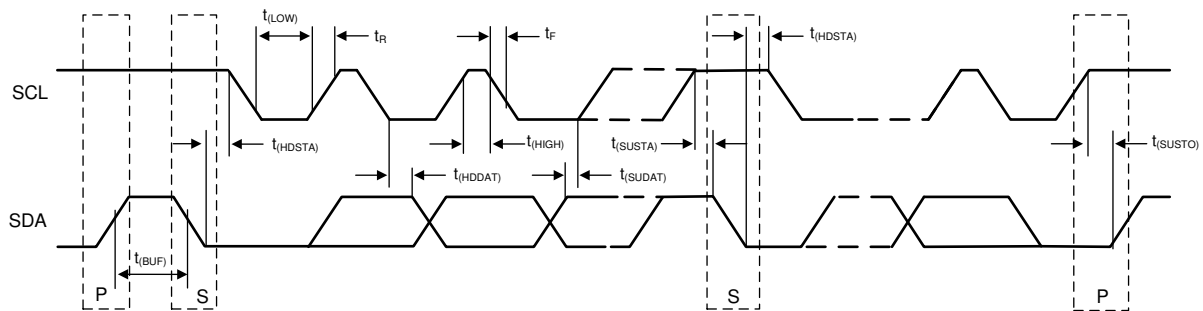 t(LOW)
tR
tF
t(HDSTA)
SCL
t(HDSTA)
t(HIGH)
t(SUSTA)
t(SUSTO)
t(HDDAT)
t(SUDAT)
SDA
t(BUF)
P
S
S
P